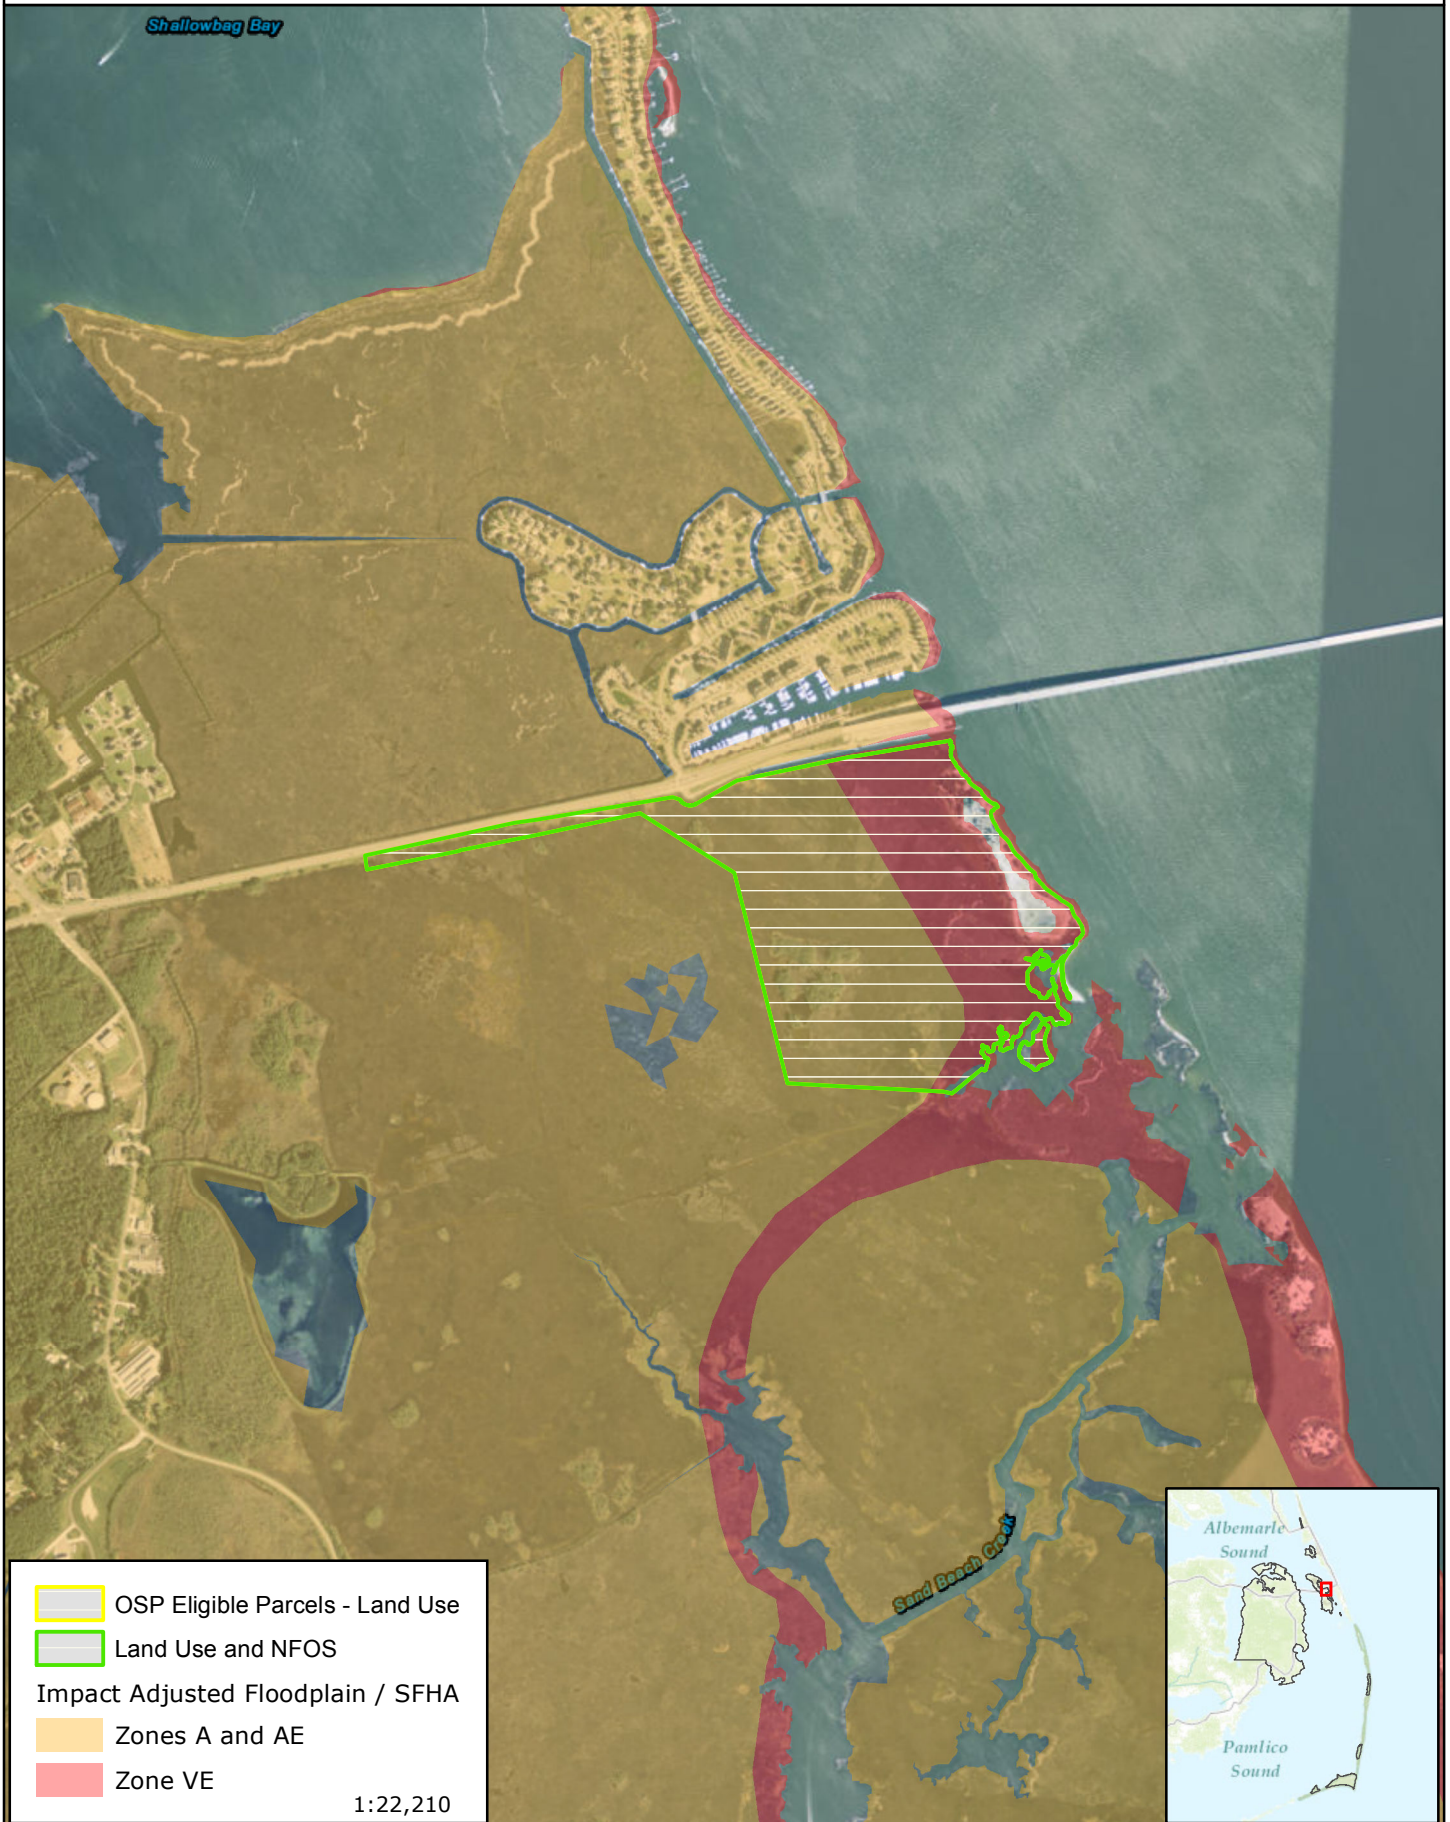 Shallowbag Bay
Sand Beach Creek
OSP Eligible Parcels - Land Use
Land Use and NFOS
Impact Adjusted Floodplain / SFHA
Zones A and AE
Zone VE
1:22,210
Albemarle
Sound
Pamlico
Sound